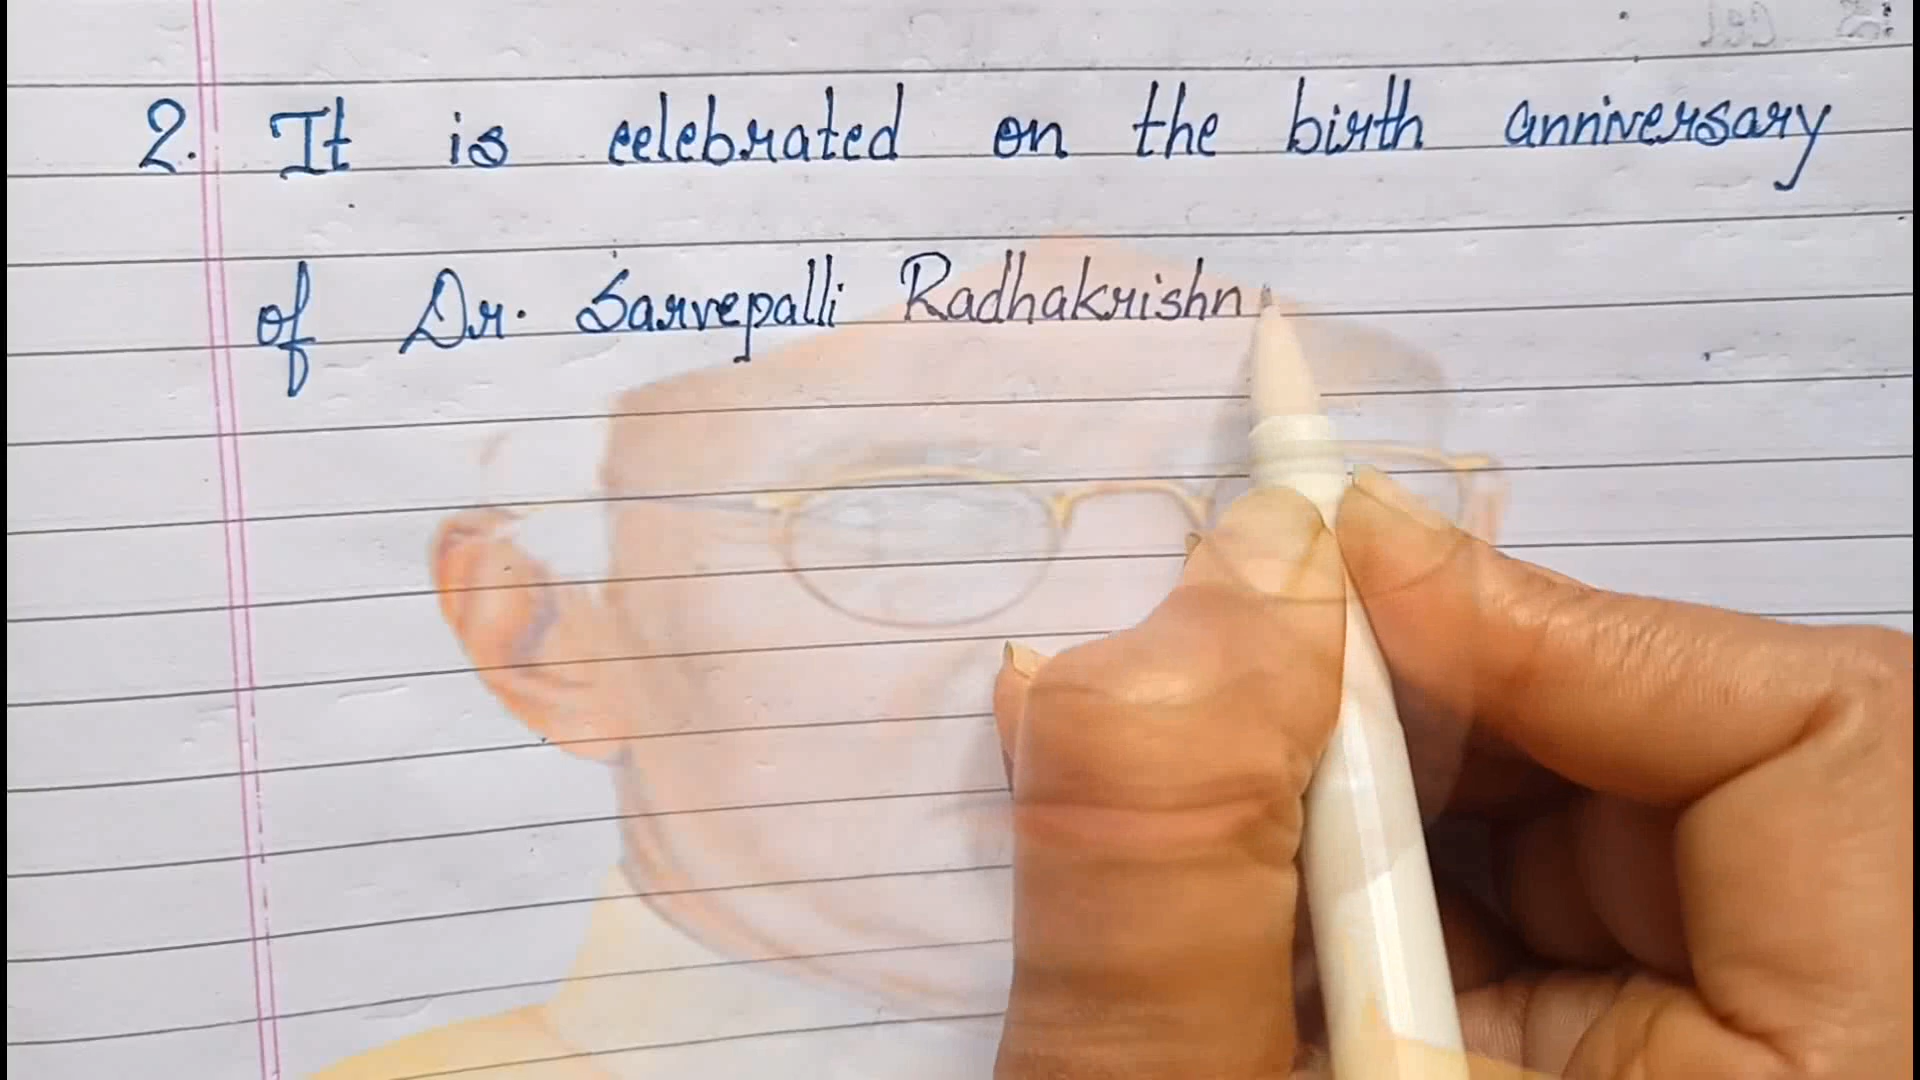 2. It is celebrated on the birth anniversary
of Dr. Sarvepalli Radhakrishn